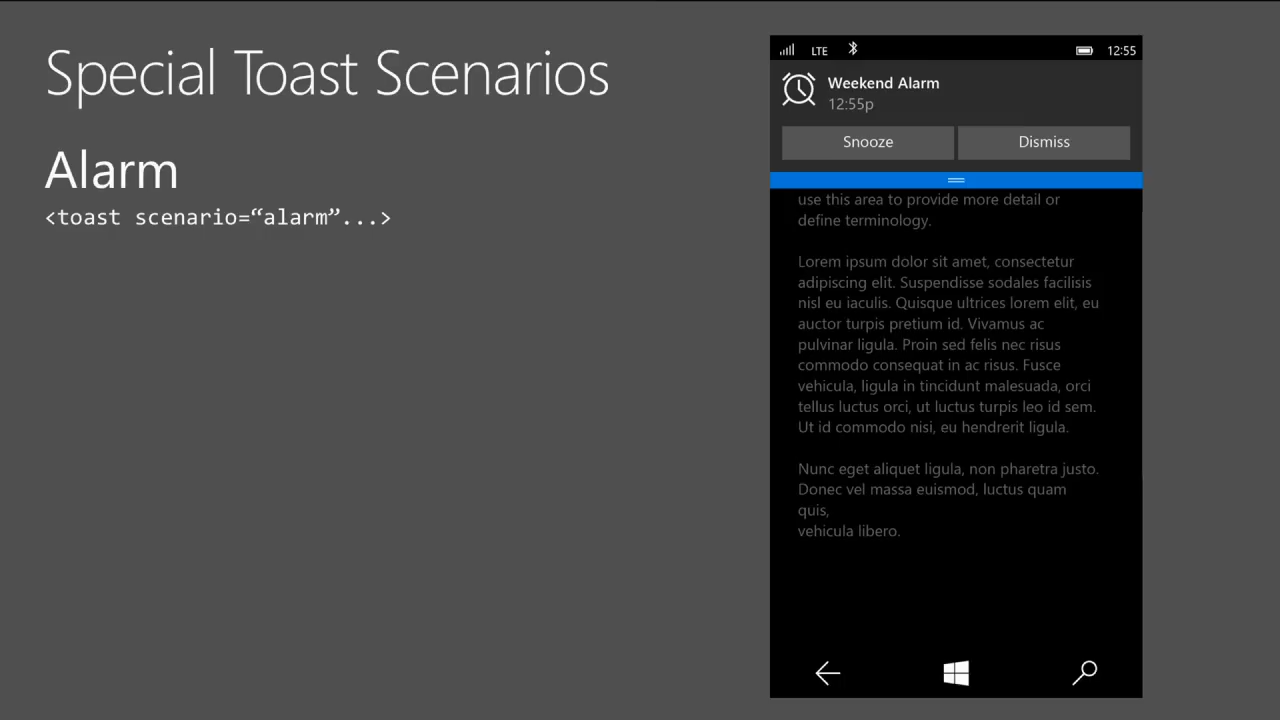 Special Toast Scenarios
Alarm
<toast scenario=“alarm”...>
LTE 12:55
Weekend Alarm
12:55p
Snooze Dismiss
use this area to provide more detail or
define terminology.
Lorem ipsum dolor sit amet, consectetur
adipiscing elit. Suspendisse sodales facilisis
nisl eu iaculis. Quisque ultrices lorem elit, eu
auctor turpis pretium id. Vivamus ac
pulvinar ligula. Proin sed felis nec risus
commodo consequat in ac risus. Fusce
vehicula, ligula in tincidunt malesuada, orci
tellus luctus orci, ut luctus turpis leo id sem.
Ut id commodo nisi, eu hendrerit ligula.
Nunc eget aliquet ligula, non pharetra justo.
Donec vel massa euismod, luctus quam
quis,
vehicula libero.